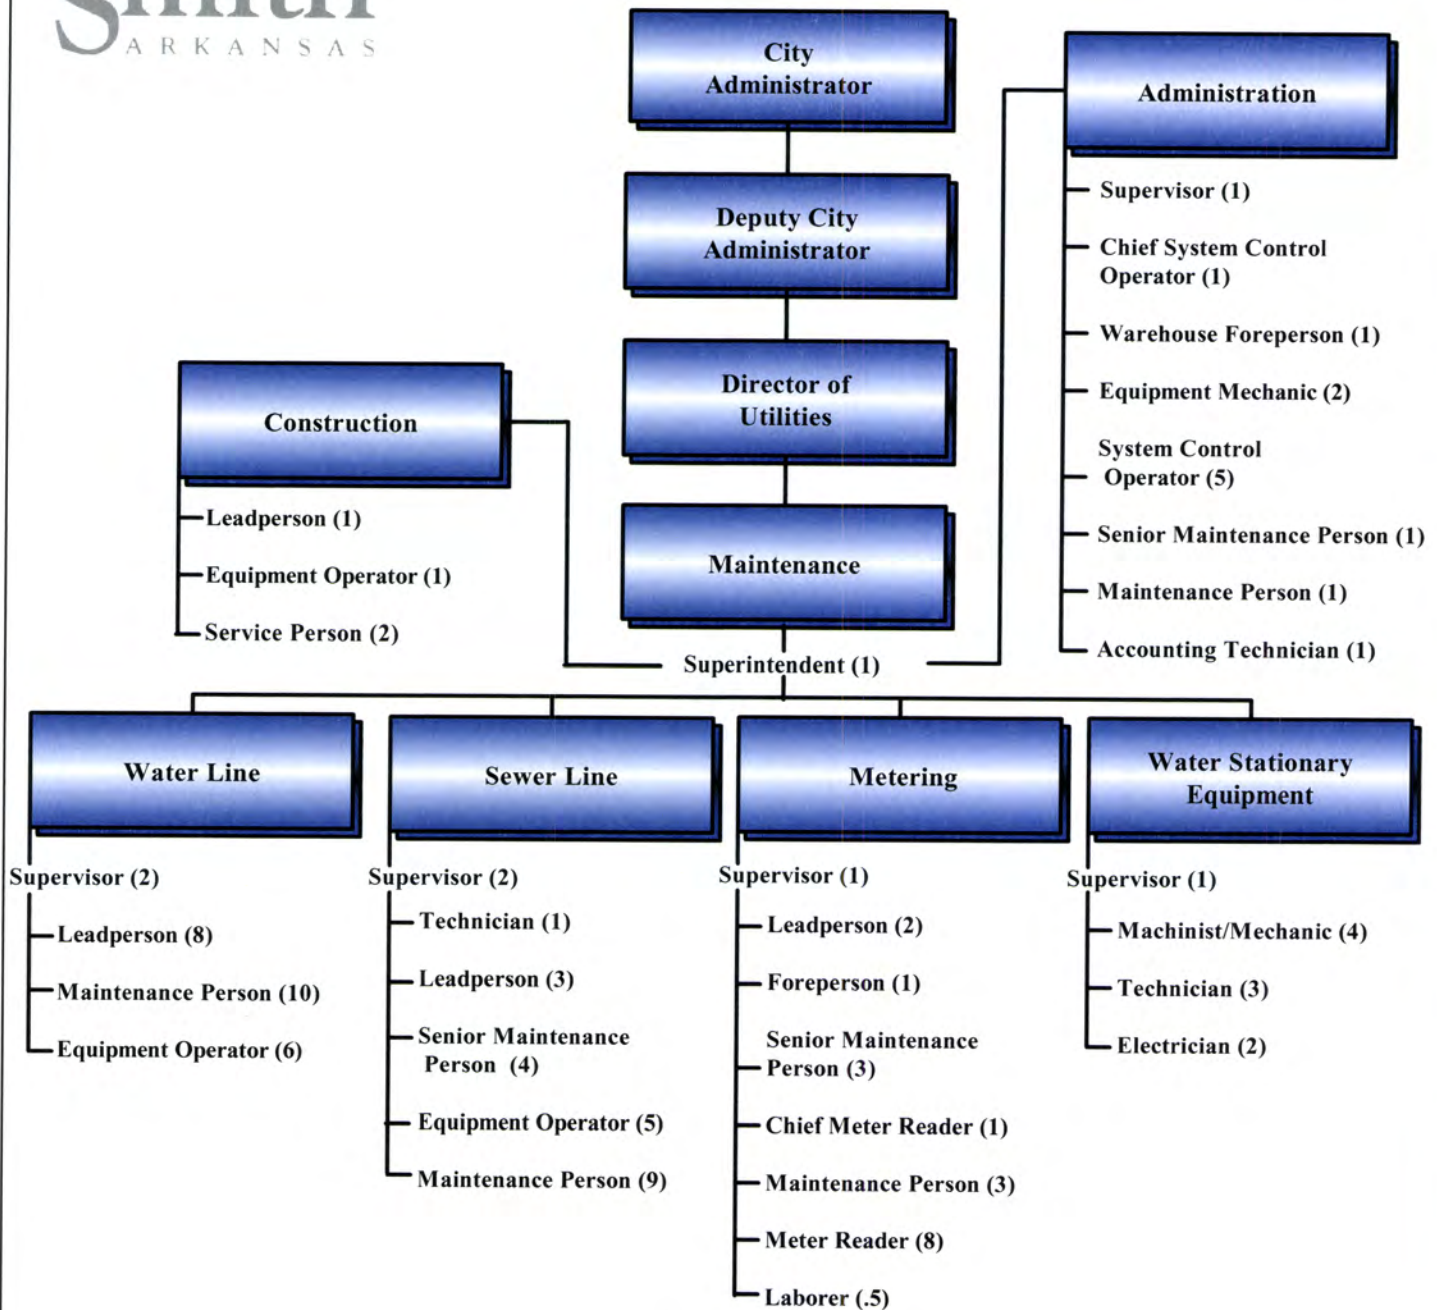 Smith
ARKANSAS
City
Administrator
Administration
Supervisor (1)
Chief System Control
Operator (1)
Warehouse Foreperson (1)
Equipment Mechanic (2)
System Control
Operator (5)
Senior Maintenance Person (1)
Maintenance Person (1)
Accounting Technician (1)
Deputy City
Administrator
Director of
Utilities
Construction
Leadperson (1)
Equipment Operator (1)
Service Person (2)
Maintenance
Superintendent (1)
Water Line
Supervisor (2)
Leadperson (8)
Maintenance Person (10)
Equipment Operator (6)
Sewer Line
Supervisor (2)
Technician (1)
Leadperson (3)
Senior Maintenance
Person (4)
Equipment Operator (5)
Maintenance Person (9)
Metering
Supervisor (1)
Leadperson (2)
Foreperson (1)
Senior Maintenance
Person (3)
Chief Meter Reader (1)
Maintenance Person (3)
Meter Reader (8)
Laborer (.5)
Water Stationary
Equipment
Supervisor (1)
Machinist/Mechanic (4)
Technician (3)
Electrician (2)